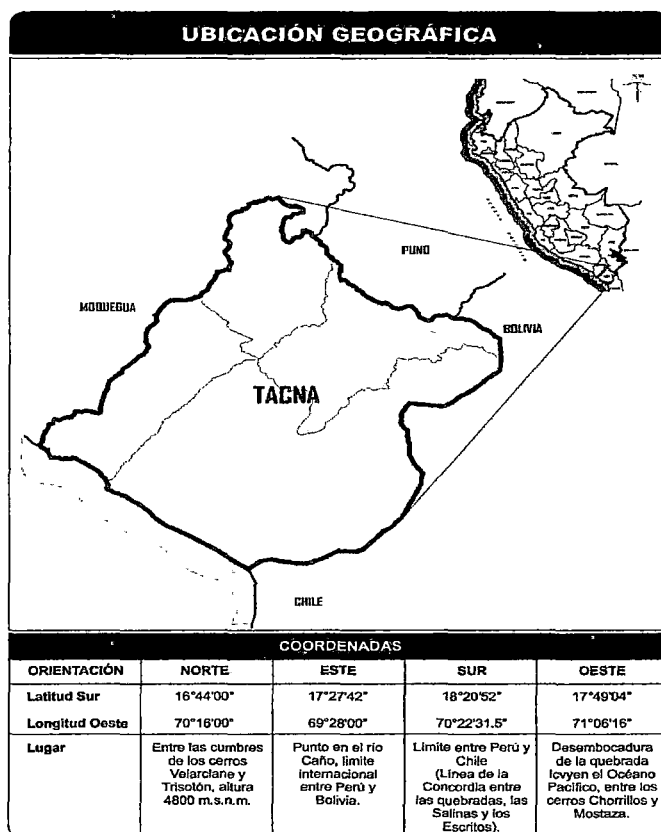 UBICACIÓN GEOGRÁFICA
PUNO
MOQUEGUA
BOLIVIA
TACNA
CHILE
COORDENADAS
ORIENTACIÓN NORTE ESTE SUR OESTE
Latitud Sur 16°44'00" 17°27'42" 18°20'52" 17°49'04"
Longitud Oeste 70°16'00" 69°28'00" 70°22'31.5" 71°06'16"
Lugar
Entre las cumbres
de los cerros
Velarclane y
Trisotón, altura
4800 m.s.n.m.
Punto en el río
Caño, limite
internacional
entre Perú y
Bolivia.
Limite entre Perú y
Chile
(Línea de la
Concordia entre
las quebradas, las
Salinas y los
Escritos).
Desembocadura
de la quebrada
Icvyen el Océano
Pacífico, entre los
cerros Chorrillos y
Mostaza.